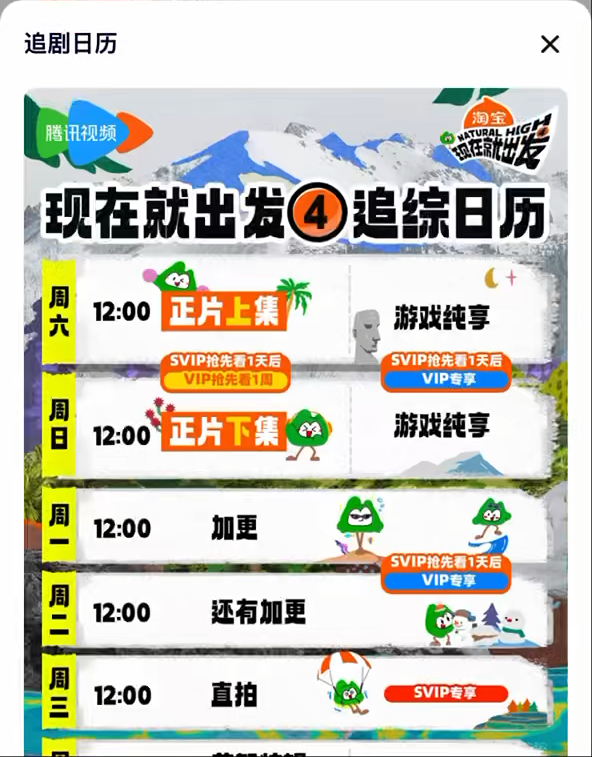 追剧日历
腾讯视频
淘宝
NATURAL HIGH
现在就出发
现在就出发4追综日历
周六
12:00
正片上集
游戏纯享
SVIP抢先看1天后
VIP抢先看1周
SVIP抢先看1天后
VIP专享
周日
12:00
正片下集
游戏纯享
周一
12:00
加更
SVIP抢先看1天后
VIP专享
周二
12:00
还有加更
周三
12:00
直拍
SVIP专享
周